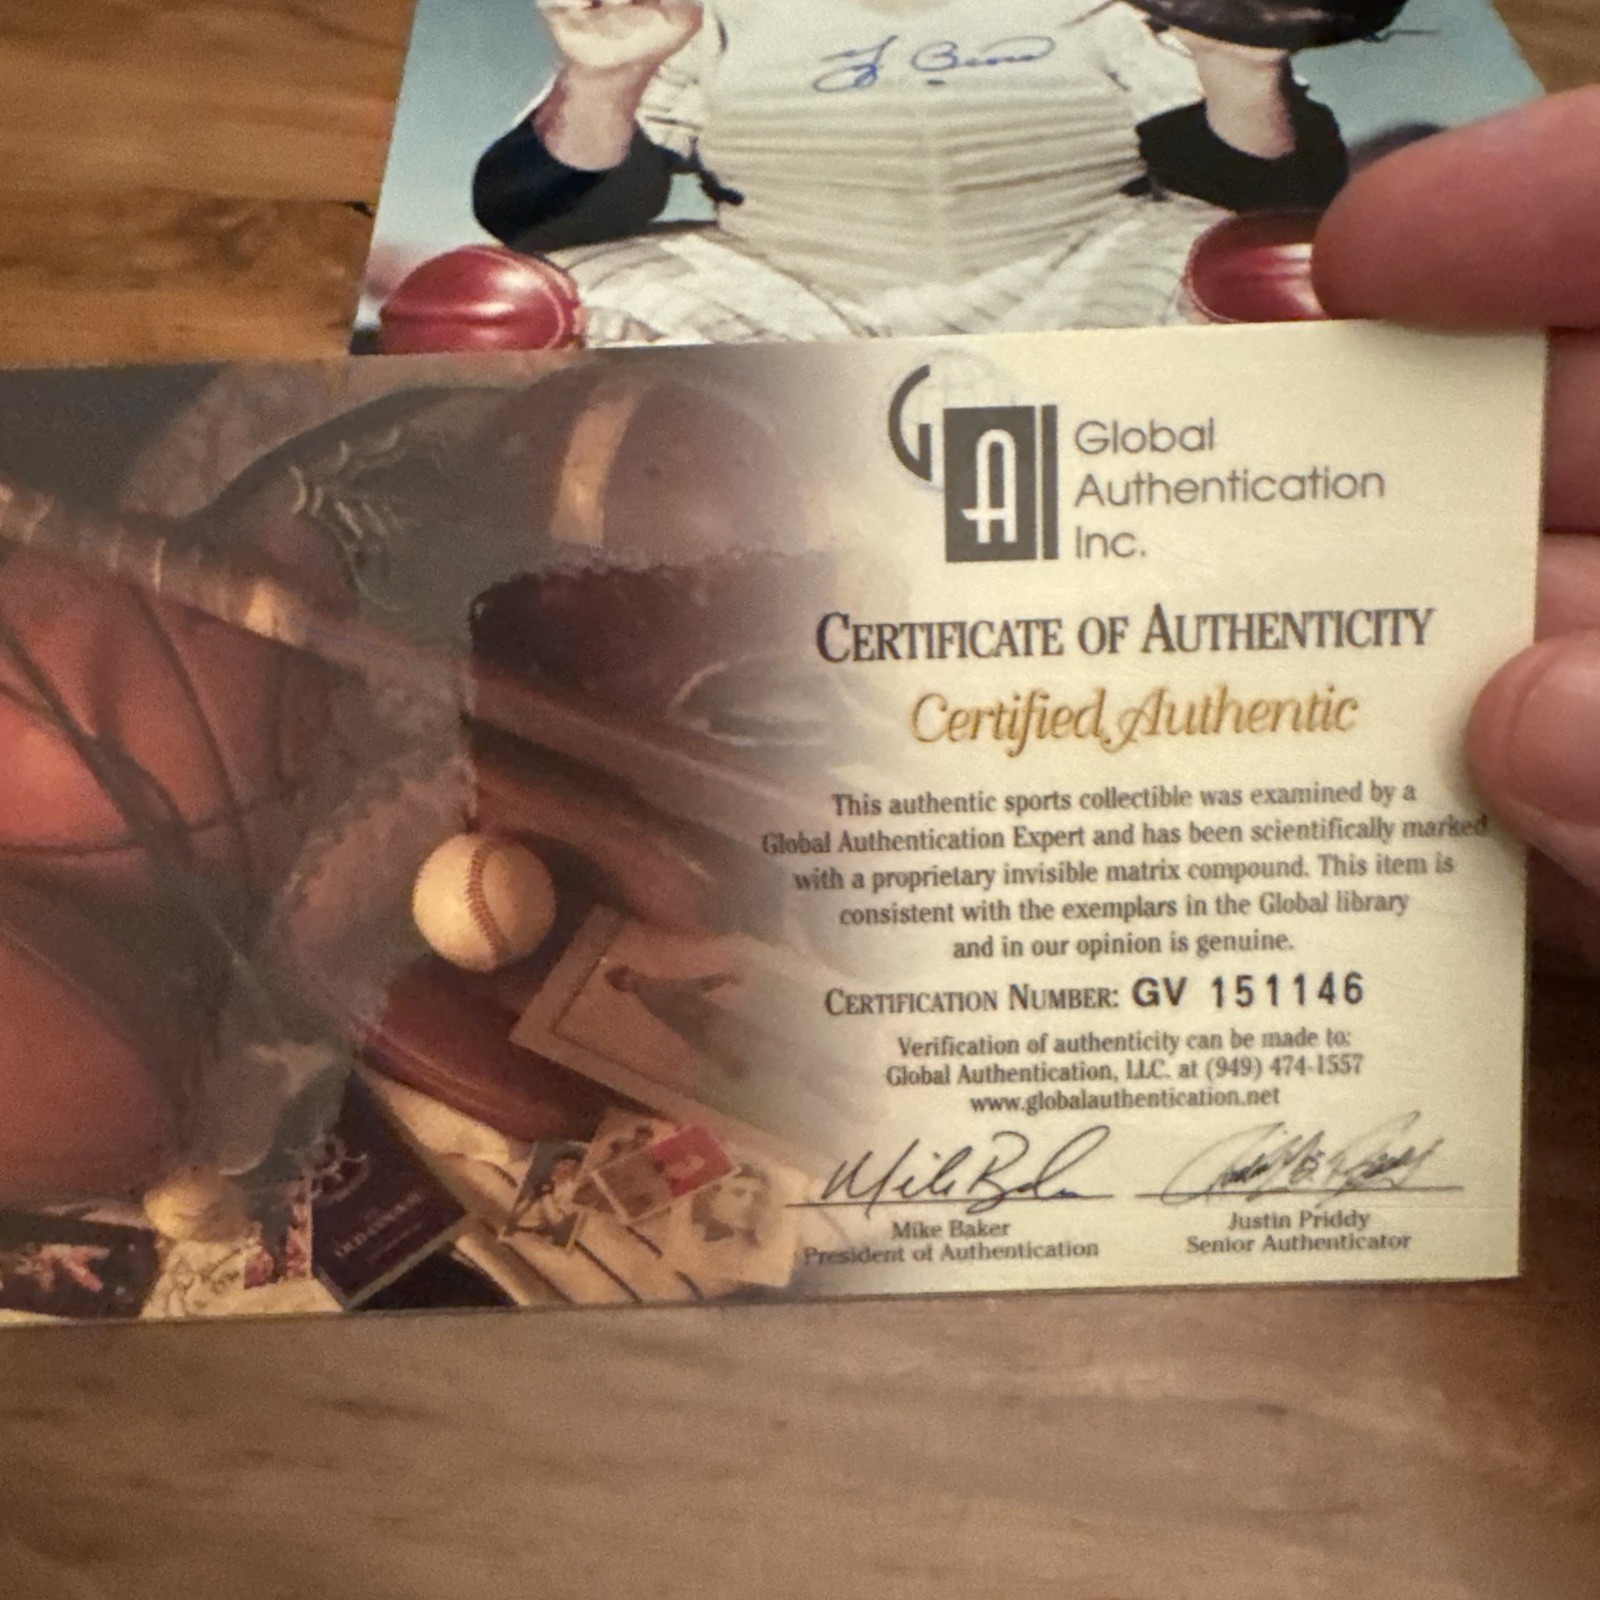 Global
Authentication
Inc.
CERTIFICATE OF AUTHENTICITY
Certified Authentic
This authentic sports collectible was examined by a
Global Authentication Expert and has been scientifically marked
with a proprietary invisible matrix compound. This item is
consistent with the exemplars in the Global library
and in our opinion is genuine.
CERTIFICATION NUMBER: GV 151146
Verification of authenticity can be made to:
Global Authentication, LLC. at (949) 474-1557
www.globalauthentication.net
Mike Baker
Mike Baker
President of Authentication
Justin Priddy
Senior Authenticator